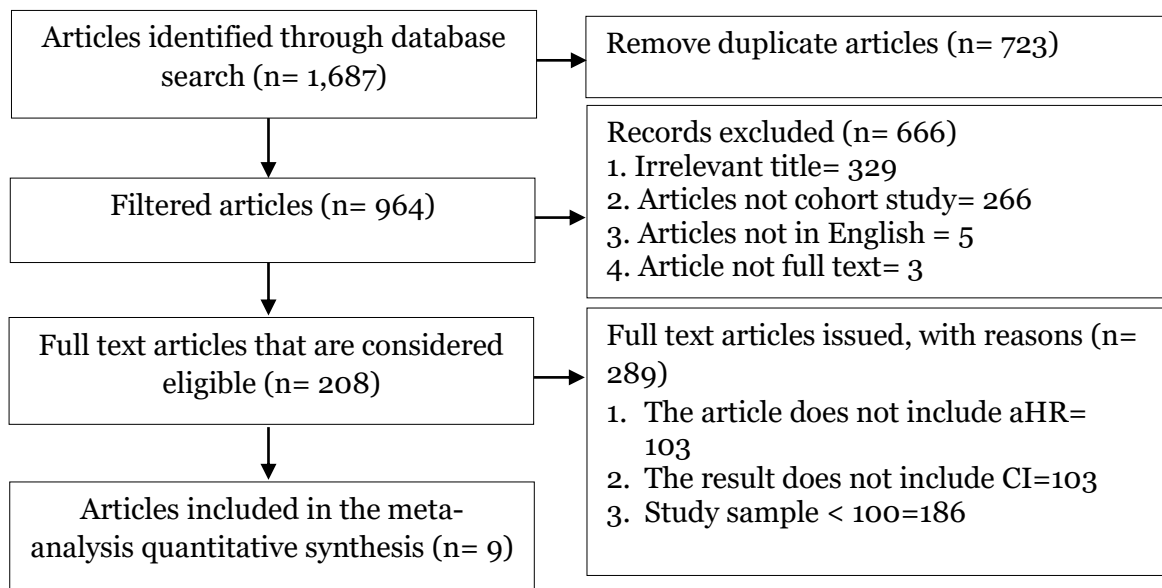 Articles identified through database
search (n= 1,687)
Remove duplicate articles (n= 723)
Filtered articles (n= 964)
Records excluded (n= 666)
1. Irrelevant title= 329
2. Articles not cohort study= 266
3. Articles not in English = 5
4. Article not full text= 3
Full text articles that are considered
eligible (n= 208)
Full text articles issued, with reasons (n=
289)
1. The article does not include aHR=
103
2. The result does not include CI=103
3. Study sample < 100=186
Articles included in the meta-
analysis quantitative synthesis (n= 9)